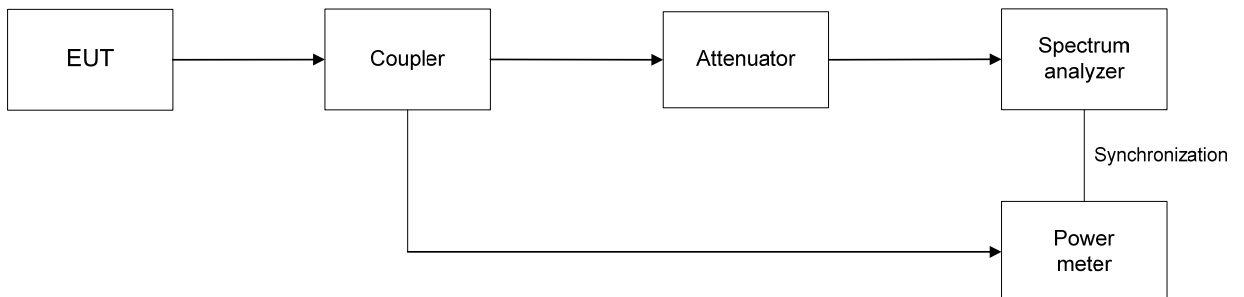 EUT
Coupler
Attenuator
Spectrum
analyzer
Synchronization
Power
meter